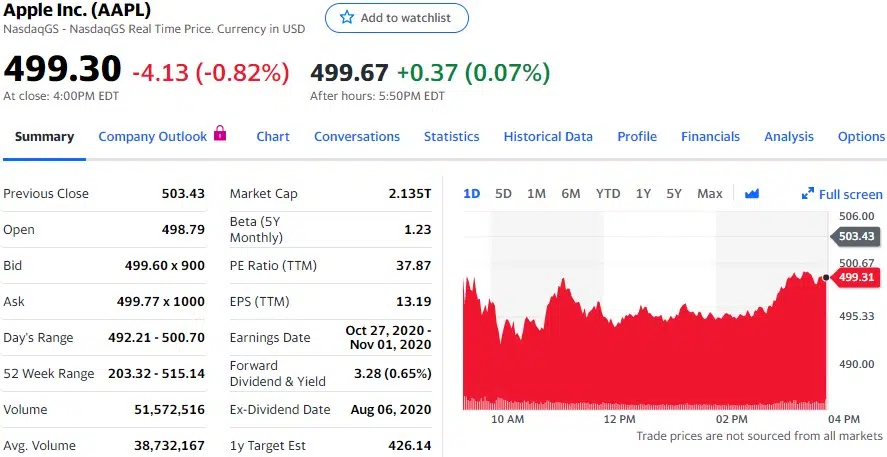 Apple Inc. (AAPL)
NasdaqGS - NasdaqGS Real Time Price. Currency in USD
Add to watchlist
499.30 -4.13 (-0.82%)
At close: 4:00PM EDT
499.67 +0.37 (0.07%)
After hours: 5:50PM EDT
Summary Company Outlook Chart Conversations Statistics Historical Data Profile Financials Analysis Options
Previous Close 503.43
Open 498.79
Bid 499.60 x 900
Ask 499.77 x 1000
Day's Range 492.21 - 500.70
52 Week Range 203.32 - 515.14
Volume 51,572,516
Avg. Volume 38,732,167
Market Cap 2.135T
Beta (5Y
Monthly) 1.23
PE Ratio (TTM) 37.87
EPS (TTM) 13.19
Earnings Date Oct 27, 2020 -
Nov 01, 2020
Forward
Dividend & Yield 3.28 (0.65%)
Ex-Dividend Date Aug 06, 2020
1y Target Est 426.14
1D 5D 1M 6M YTD 1Y 5Y Max Full screen
506.00
503.43
500.67
499.31
495.33
490.00
10 AM 12 PM 02 PM 04 PM
Trade prices are not sourced from all markets